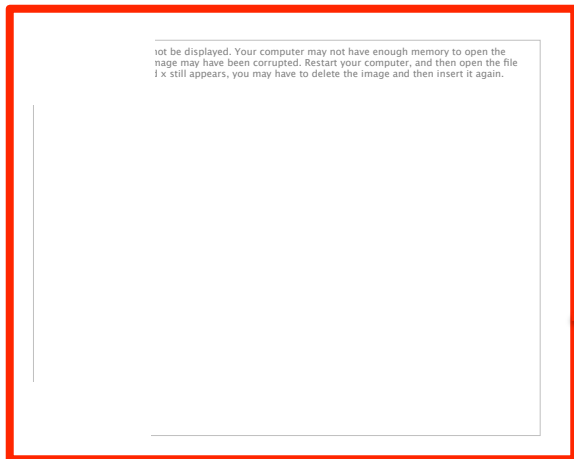 not be displayed. Your computer may not have enough memory to open the
mage may have been corrupted. Restart your computer, and then open the file
x still appears, you may have to delete the image and then insert it again.